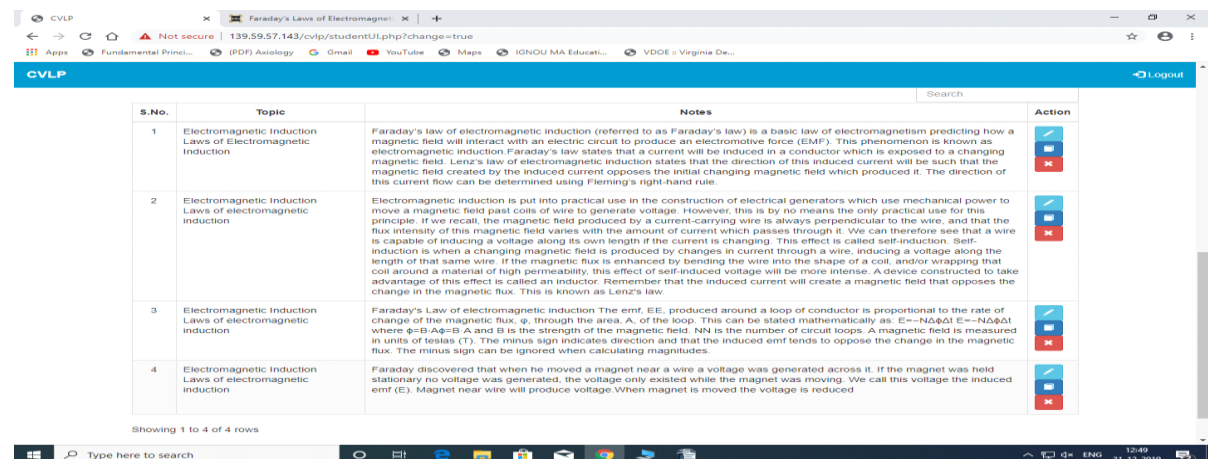 CVLP
Faraday's Laws of Electromagnet
Not secure | 139.59.57.143/cvlp/studentUI.php?change=true
Apps Fundamental Princi... (PDF) Axiology Gmail YouTube Maps IGNOU MA Educati... VDOE :: Virginia De...
CVLP Logout
Search
S.No. Topic Notes Action
1 Electromagnetic Induction
Laws of Electromagnetic
Induction
Faraday's law of electromagnetic induction (referred to as Faraday's law) is a basic law of electromagnetism predicting how a
magnetic field will interact with an electric circuit to produce an electromotive force (EMF). This phenomenon is known as
electromagnetic induction.Faraday's law states that a current will be induced in a conductor which is exposed to a changing
magnetic field. Lenz's law of electromagnetic induction states that the direction of this induced current will be such that the
magnetic field created by the induced current opposes the initial changing magnetic field which produced it. The direction of
this current flow can be determined using Fleming's right-hand rule.
2 Electromagnetic Induction
Laws of electromagnetic
induction
Electromagnetic induction is put into practical use in the construction of electrical generators which use mechanical power to
move a magnetic field past coils of wire to generate voltage. However, this is by no means the only practical use for this
principle. If we recall, the magnetic field produced by a current-carrying wire is always perpendicular to the wire, and that the
flux intensity of this magnetic field varies with the amount of current which passes through it. We can therefore see that a wire
is capable of inducing a voltage along its own length if the current is changing. This effect is called self-induction. Self-
induction is when a changing magnetic field is produced by changes in current through a wire, inducing a voltage along the
length of that same wire. If the magnetic flux is enhanced by bending the wire into the shape of a coil, and/or wrapping that
coil around a material of high permeability, this effect of self-induced voltage will be more intense. A device constructed to take
advantage of this effect is called an inductor. Remember that the induced current will create a magnetic field that opposes the
change in the magnetic flux. This is known as Lenz's law.
3 Electromagnetic Induction
Laws of electromagnetic
induction
Faraday's Law of electromagnetic induction The emf, EE, produced around a loop of conductor is proportional to the rate of
change of the magnetic flux, φ, through the area, A, of the loop. This can be stated mathematically as: E=−NΔϕΔt E=−NΔϕΔt
where ϕ=B·Aϕ=B·A and B is the strength of the magnetic field. NN is the number of circuit loops. A magnetic field is measured
in units of teslas (T). The minus sign indicates direction and that the induced emf tends to oppose the change in the magnetic
flux. The minus sign can be ignored when calculating magnitudes.
4 Electromagnetic Induction
Laws of electromagnetic
induction
Faraday discovered that when he moved a magnet near a wire a voltage was generated across it. If the magnet was held
stationary no voltage was generated, the voltage only existed while the magnet was moving. We call this voltage the induced
emf (E). Magnet near wire will produce voltage.When magnet is moved the voltage is reduced
Showing 1 to 4 of 4 rows
Type here to search
ENG
12:49
31-12-2019